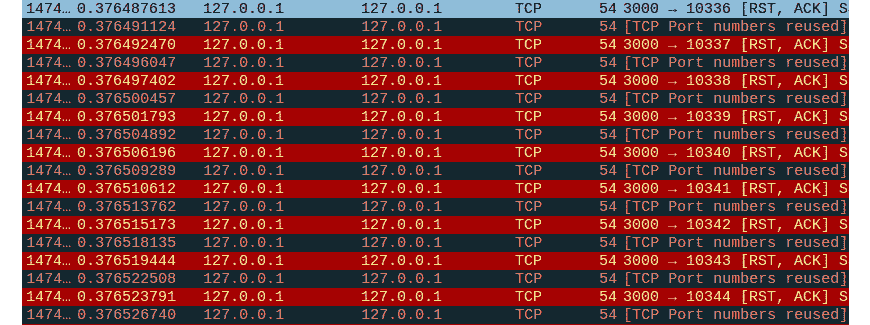 1474… 0.376487613 127.0.0.1 127.0.0.1 TCP 54 3000 → 10336 [RST, ACK] S
1474… 0.376491124 127.0.0.1 127.0.0.1 TCP 54 [TCP Port numbers reused]
1474… 0.376492470 127.0.0.1 127.0.0.1 TCP 54 3000 → 10337 [RST, ACK] S
1474… 0.376496047 127.0.0.1 127.0.0.1 TCP 54 [TCP Port numbers reused]
1474… 0.376497402 127.0.0.1 127.0.0.1 TCP 54 3000 → 10338 [RST, ACK] S
1474… 0.376500457 127.0.0.1 127.0.0.1 TCP 54 [TCP Port numbers reused]
1474… 0.376501793 127.0.0.1 127.0.0.1 TCP 54 3000 → 10339 [RST, ACK] S
1474… 0.376504892 127.0.0.1 127.0.0.1 TCP 54 [TCP Port numbers reused]
1474… 0.376506196 127.0.0.1 127.0.0.1 TCP 54 3000 → 10340 [RST, ACK] S
1474… 0.376509289 127.0.0.1 127.0.0.1 TCP 54 [TCP Port numbers reused]
1474… 0.376510612 127.0.0.1 127.0.0.1 TCP 54 3000 → 10341 [RST, ACK] S
1474… 0.376513762 127.0.0.1 127.0.0.1 TCP 54 [TCP Port numbers reused]
1474… 0.376515173 127.0.0.1 127.0.0.1 TCP 54 3000 → 10342 [RST, ACK] S
1474… 0.376518135 127.0.0.1 127.0.0.1 TCP 54 [TCP Port numbers reused]
1474… 0.376519444 127.0.0.1 127.0.0.1 TCP 54 3000 → 10343 [RST, ACK] S
1474… 0.376522508 127.0.0.1 127.0.0.1 TCP 54 [TCP Port numbers reused]
1474… 0.376523791 127.0.0.1 127.0.0.1 TCP 54 3000 → 10344 [RST, ACK] S
1474… 0.376526740 127.0.0.1 127.0.0.1 TCP 54 [TCP Port numbers reused]